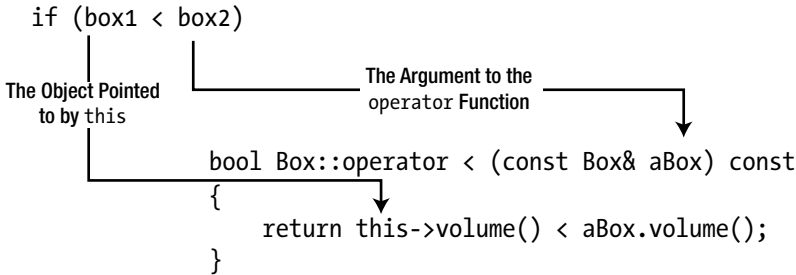 if (box1 < box2)
The Object Pointed
to by this
The Argument to the
operator Function
bool Box::operator < (const Box& aBox) const
{
return this->volume() < aBox.volume();
}